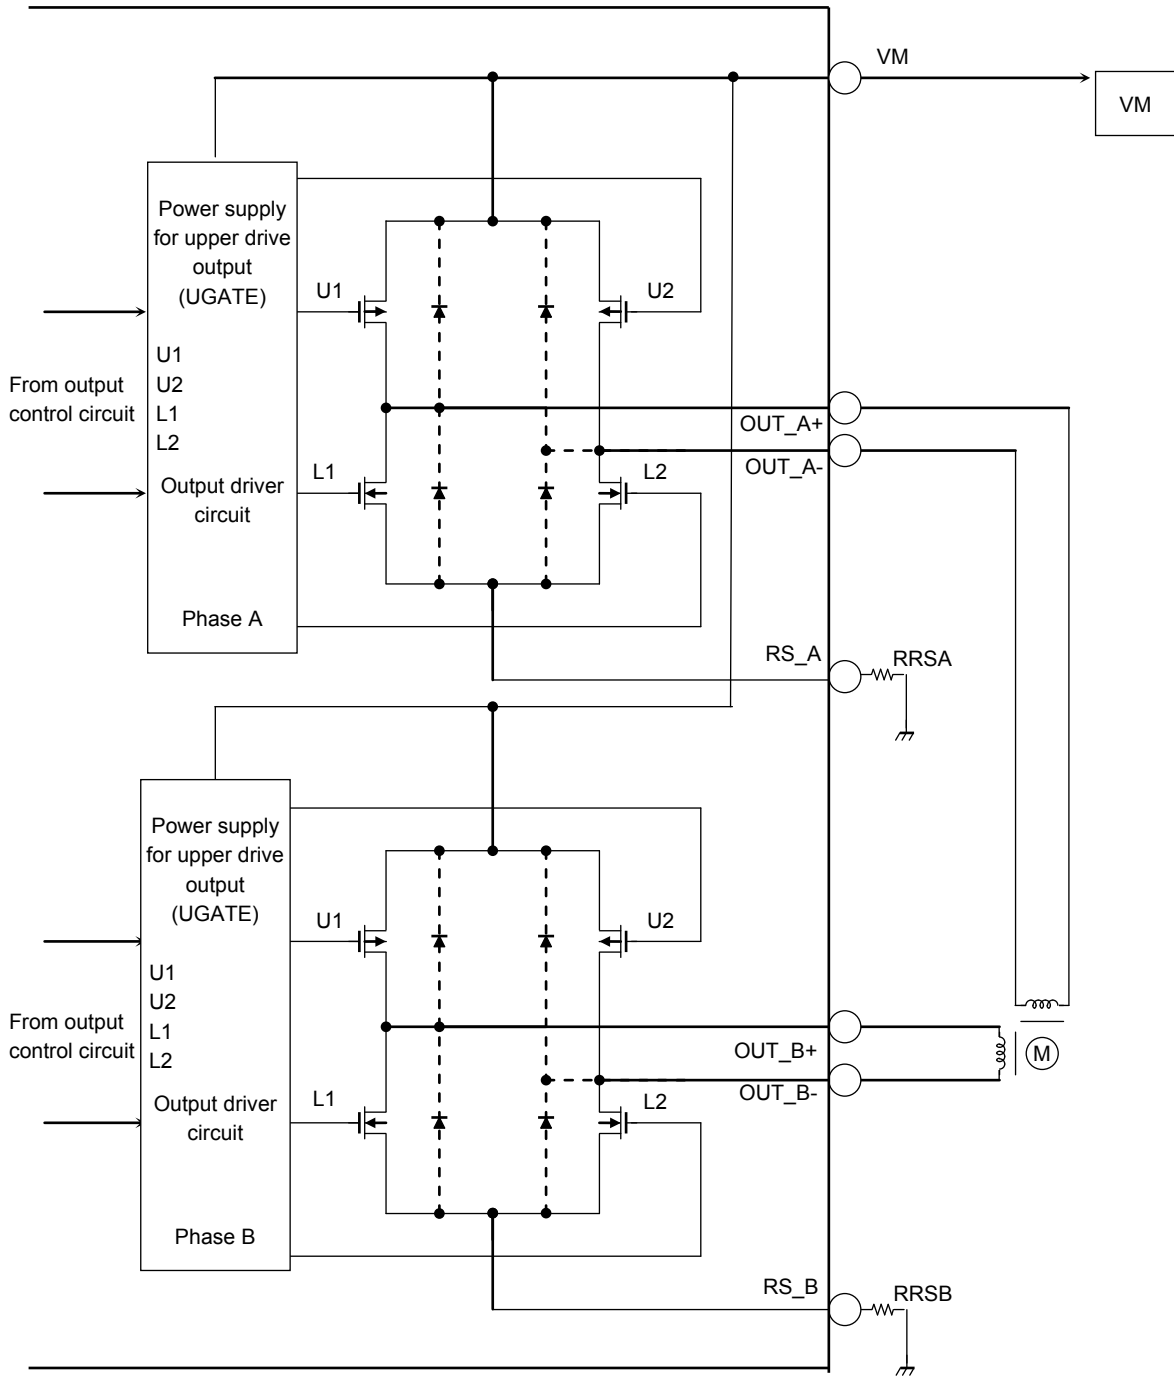 VM
VM
Power supply
for upper drive
output
(UGATE)
U1
U2
U1
U2
L1
L2
From output
control circuit
OUT_A+
OUT_A-
L1
L2
Output driver
circuit
Phase A
RS_A
RRSA
Power supply
for upper drive
output
(UGATE)
U1
U2
U1
U2
L1
L2
From output
control circuit
OUT_B+
M
OUT_B-
L1
L2
Output driver
circuit
Phase B
RS_B
RRSB